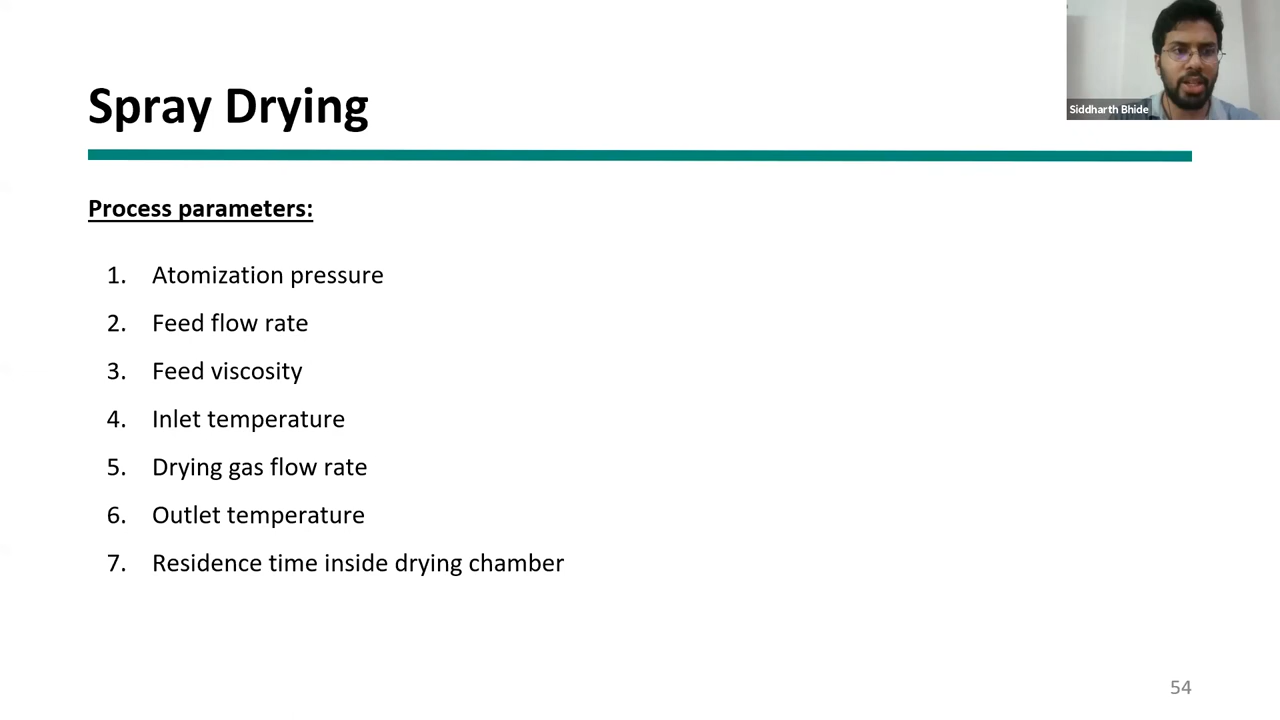 Spray Drying
Siddharth Bhide
Process parameters:
1. Atomization pressure
2. Feed flow rate
3. Feed viscosity
4. Inlet temperature
5. Drying gas flow rate
6. Outlet temperature
7. Residence time inside drying chamber
54